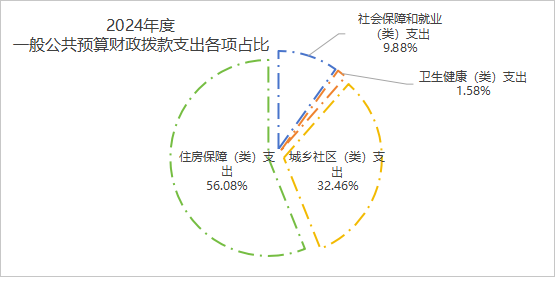 2024年度
一般公共预算财政拨款支出各项占比
社会保障和就业
（类）支出
9.88%
卫生健康（类）支出
1.58%
城乡社区（类）支
出
32.46%
住房保障（类）支
出
56.08%